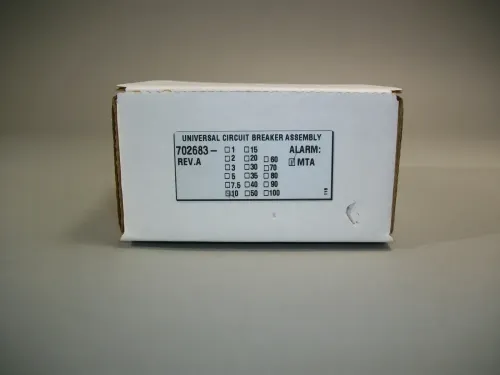 UNIVERSAL CIRCUIT BREAKER ASSEMBLY
702683- 1 15 ALARM:
REV.A 2 20 60 MTA
3 30 70
5 35 80
7.5 40 90
10 50 100